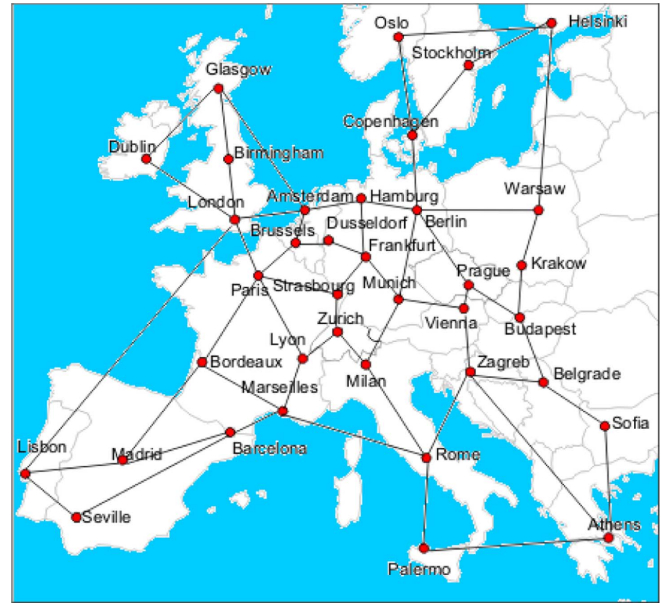 Oslo
Helsinki
Stockholm
Glasgow
Copenhagen
Dublin
Birmingham
Amsterdam
Hamburg
Warsaw
London
Berlin
Brussels
Dusseldorf
Frankfurt
Krakow
Prague
Paris
Strasbourg
Munich
Zurich
Vienna
Budapest
Lyon
Bordeaux
Milan
Zagreb
Belgrade
Marseilles
Sofia
Lisbon
Madrid
Barcelona
Rome
Seville
Athens
Palermo